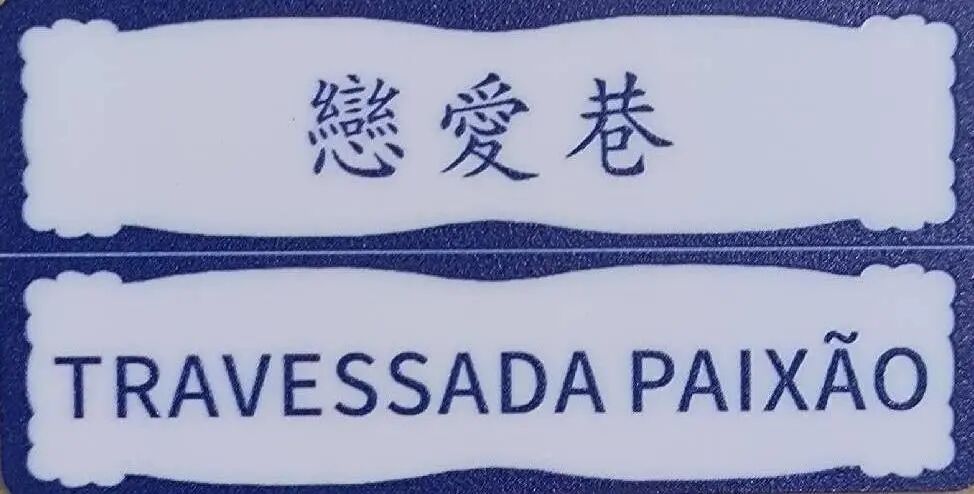 戀愛巷
TRAVESSADA PAIXÃO